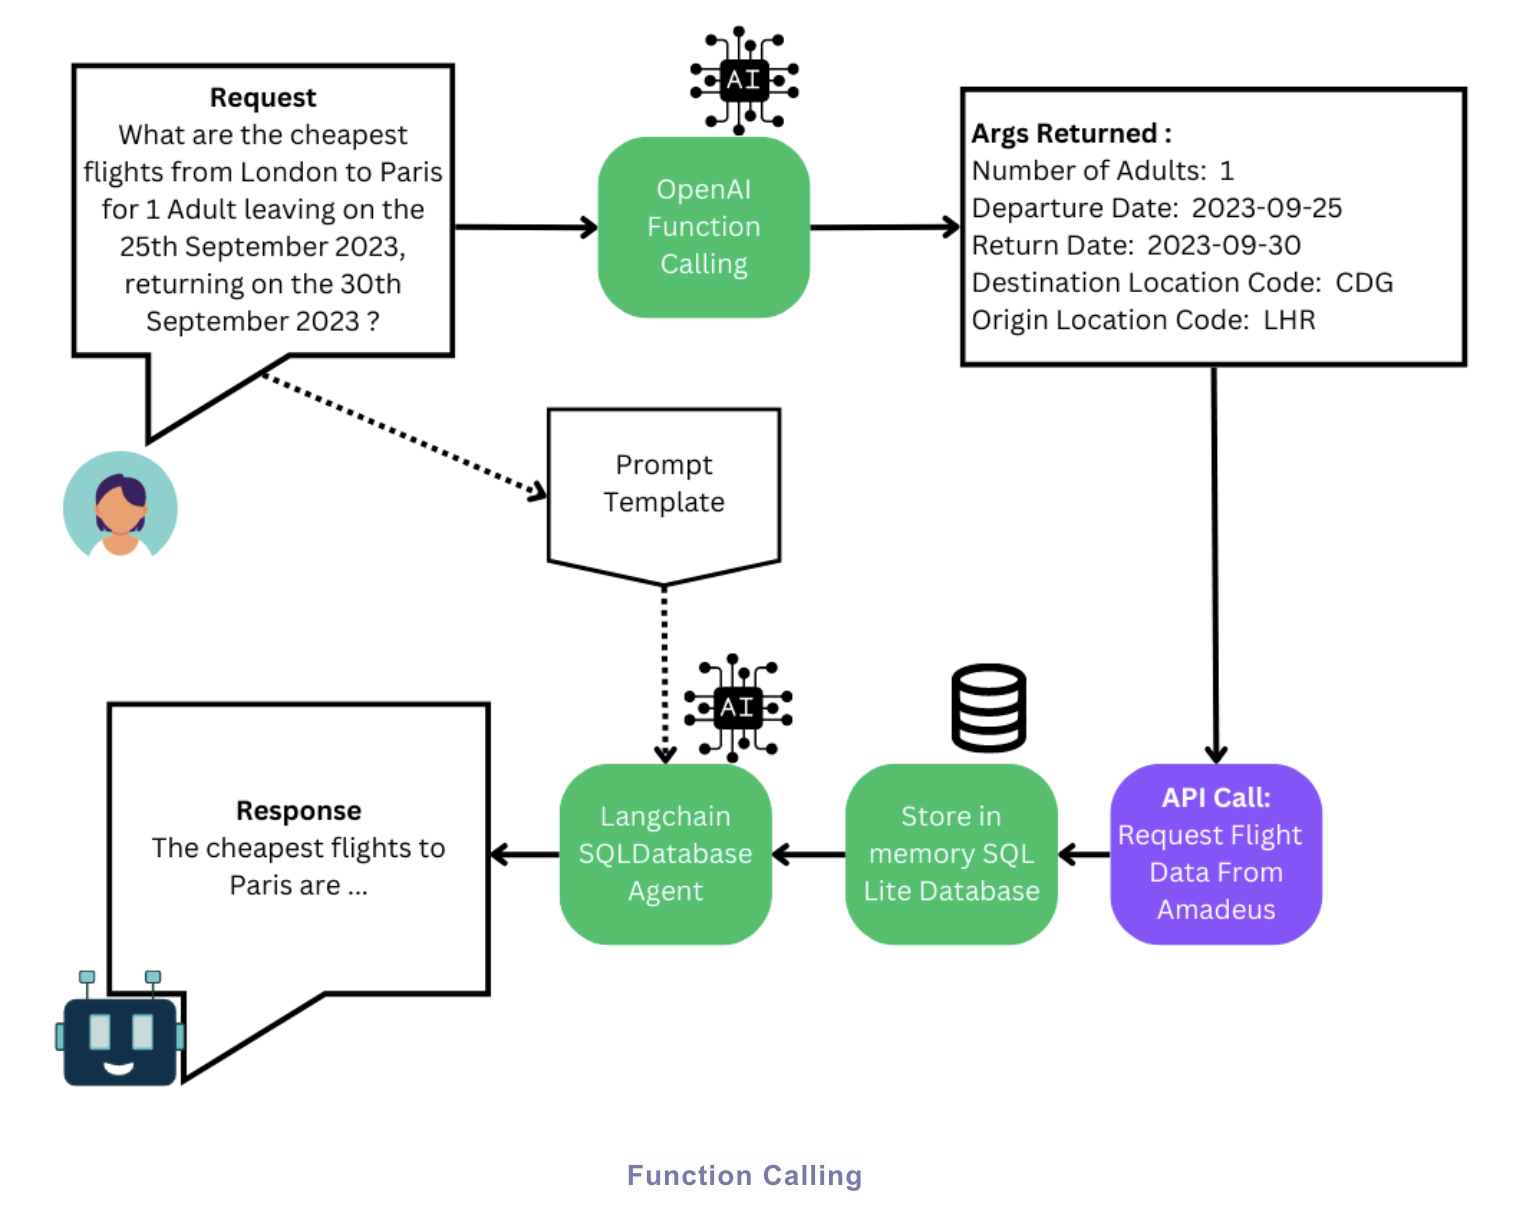 Request
What are the cheapest
flights from London to Paris
for 1 Adult leaving on the
25th September 2023,
returning on the 30th
September 2023 ?
AI
OpenAI
Function
Calling
Args Returned :
Number of Adults: 1
Departure Date: 2023-09-25
Return Date: 2023-09-30
Destination Location Code: CDG
Origin Location Code: LHR
Prompt
Template
AI
Response
The cheapest flights to
Paris are ...
Langchain
SQLDatabase
Agent
Store in
memory SQL
Lite Database
API Call:
Request Flight
Data From
Amadeus
Function Calling